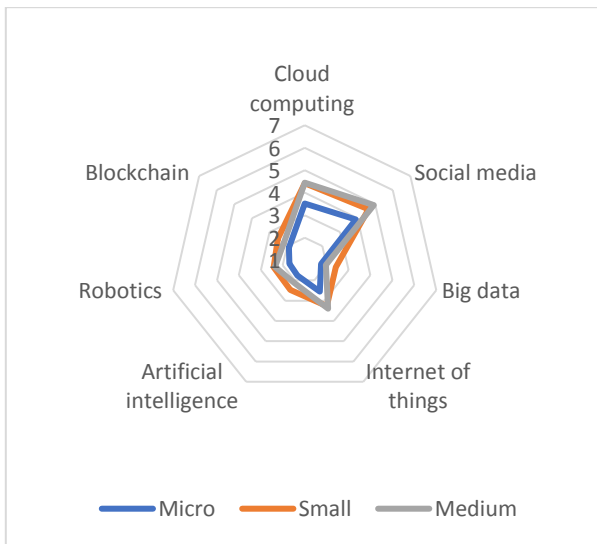 Cloud
computing
7
6
5
4
3
2
1
Blockchain
Social media
Robotics
Big data
Artificial
intelligence
Internet of
things
Micro
Small
Medium